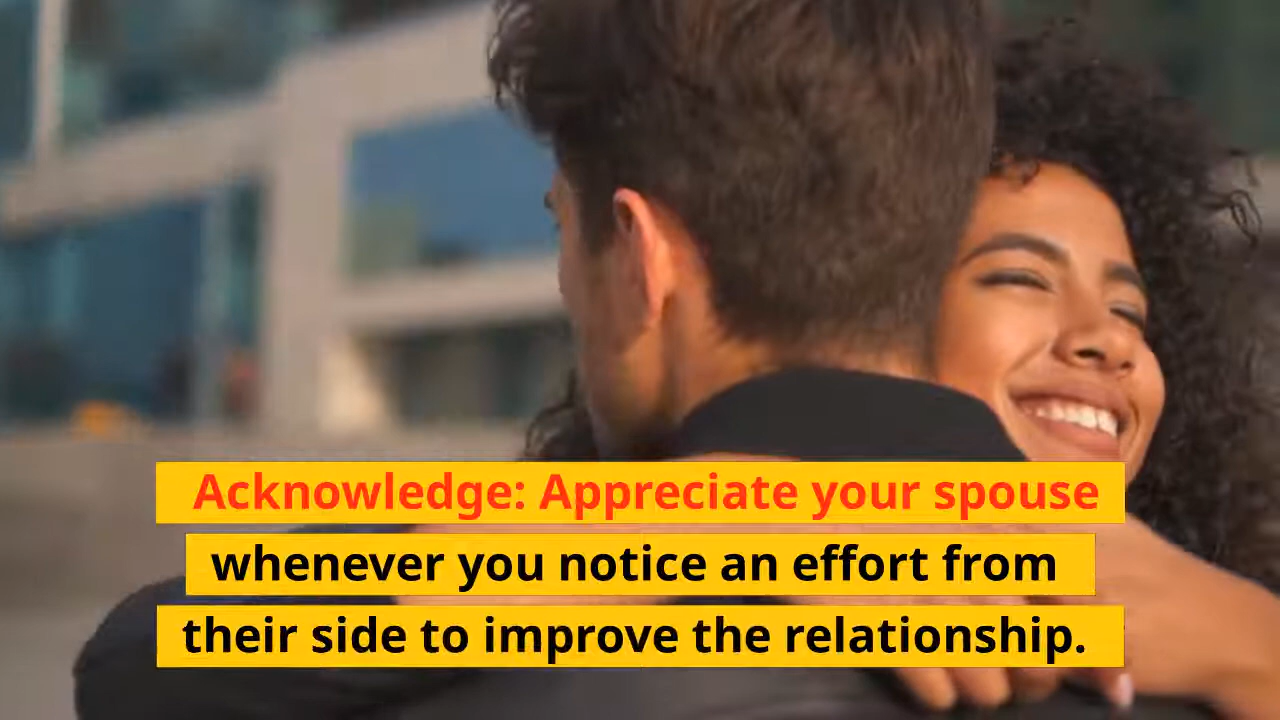 Acknowledge: Appreciate your spouse
whenever you notice an effort from
their side to improve the relationship.